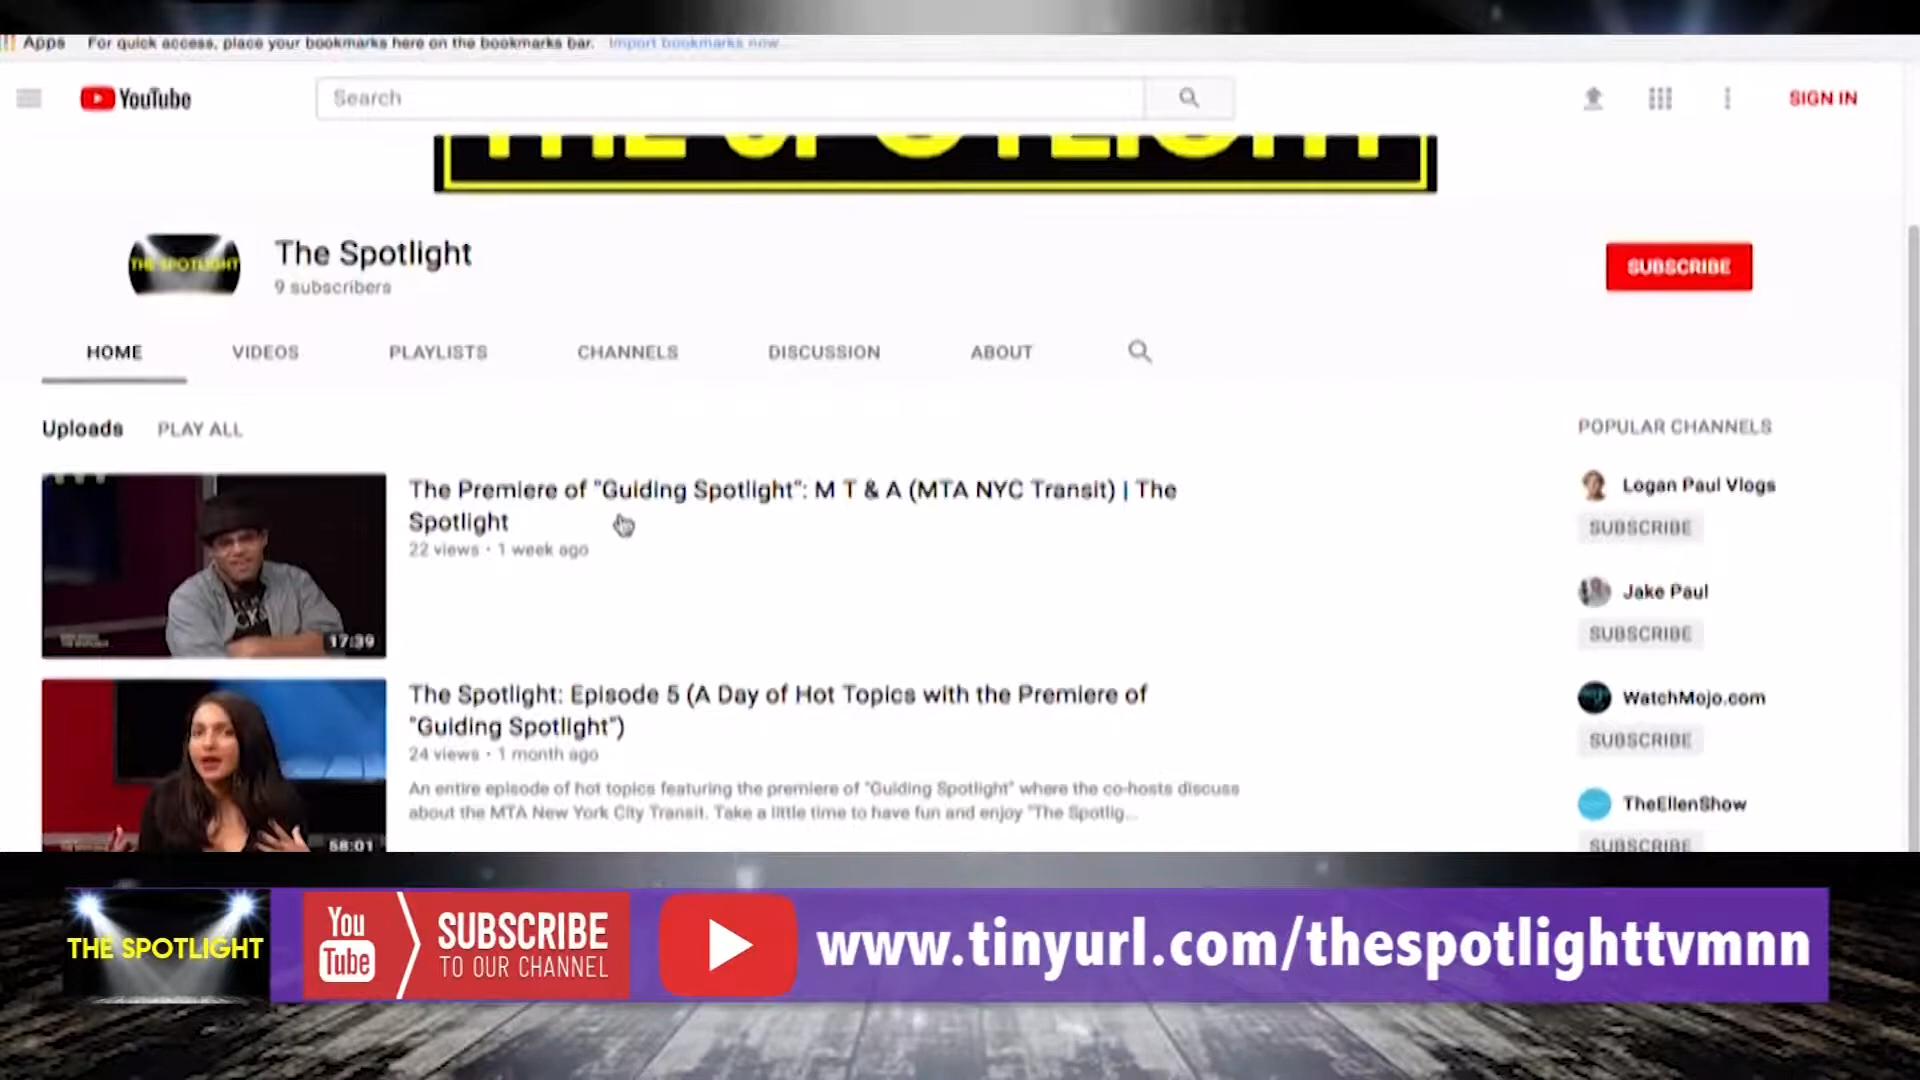 Apps For quick access, place your bookmarks here on the bookmarks bar. Import bookmarks now...
YouTube
Search
SIGN IN
THE SPOTLIGHT
THE SPOTLIGHT
The Spotlight
9 subscribers
SUBSCRIBE
HOME VIDEOS PLAYLISTS CHANNELS DISCUSSION ABOUT
Uploads PLAY ALL
The Premiere of "Guiding Spotlight": M T & A (MTA NYC Transit) | The
Spotlight
22 views · 1 week ago
17:39
The Spotlight: Episode 5 (A Day of Hot Topics with the Premiere of
"Guiding Spotlight")
24 views · 1 month ago
An entire episode of hot topics featuring the premiere of "Guiding Spotlight" where the co-hosts discuss
about the MTA New York City Transit. Take a little time to have fun and enjoy "The Spotlig...
58:01
POPULAR CHANNELS
Logan Paul Vlogs
SUBSCRIBE
Jake Paul
SUBSCRIBE
WatchMojo.com
SUBSCRIBE
TheEllenShow
SUBSCRIBE
THE SPOTLIGHT
You
Tube
SUBSCRIBE
TO OUR CHANNEL
www.tinyurl.com/thespotlighttvmnn